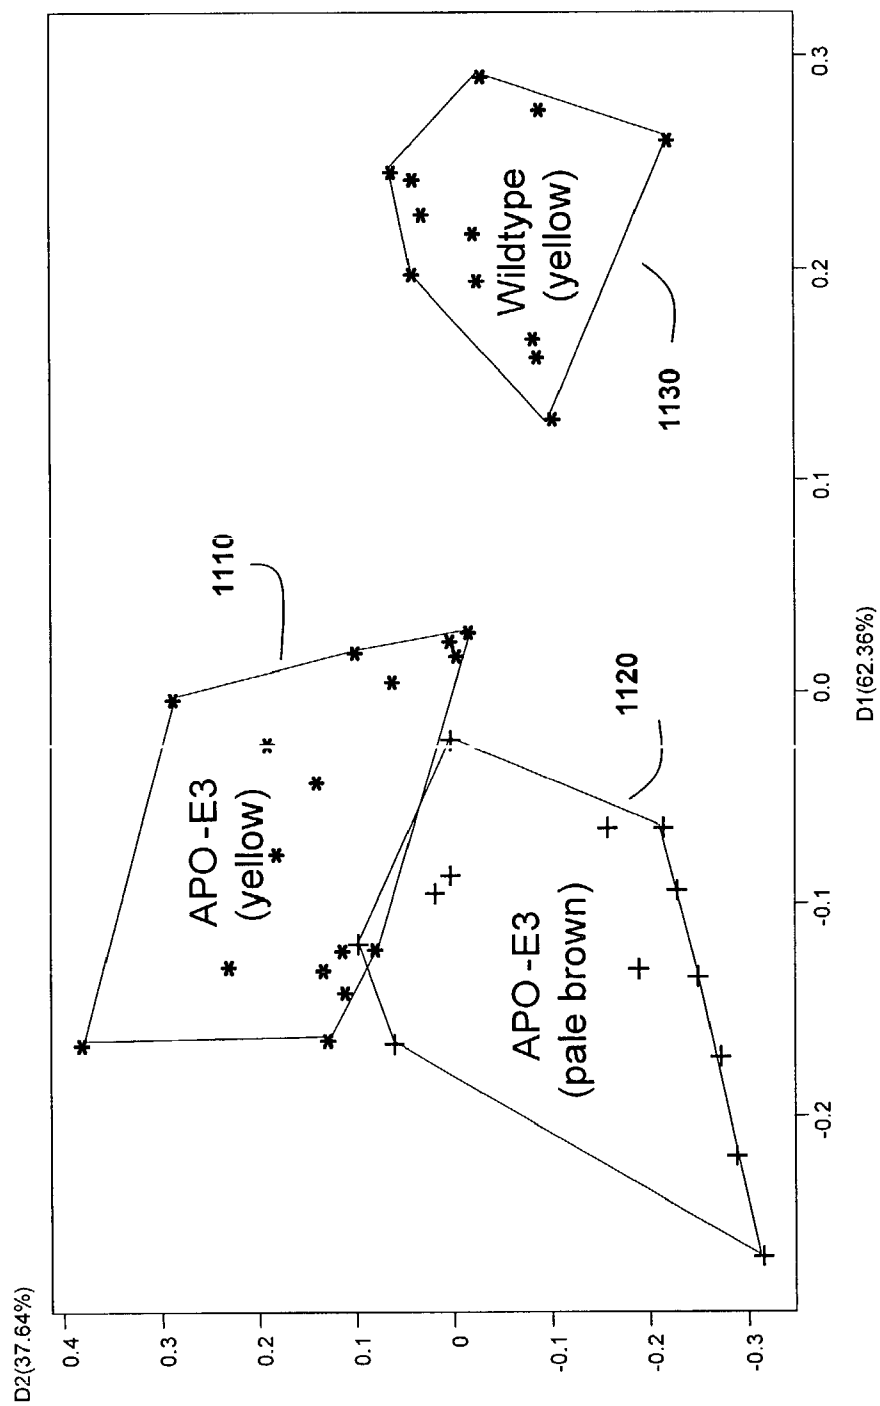 D2(37.64%)
0.4
0.3
0.2
0.1
0
-0.1
-0.2
-0.3
APO-E3
(yellow)
1110
APO-E3
(pale brown)
1120
Wildtype
(yellow)
1130
-0.2
-0.1
0.0
0.1
0.2
0.3
D1(62.36%)